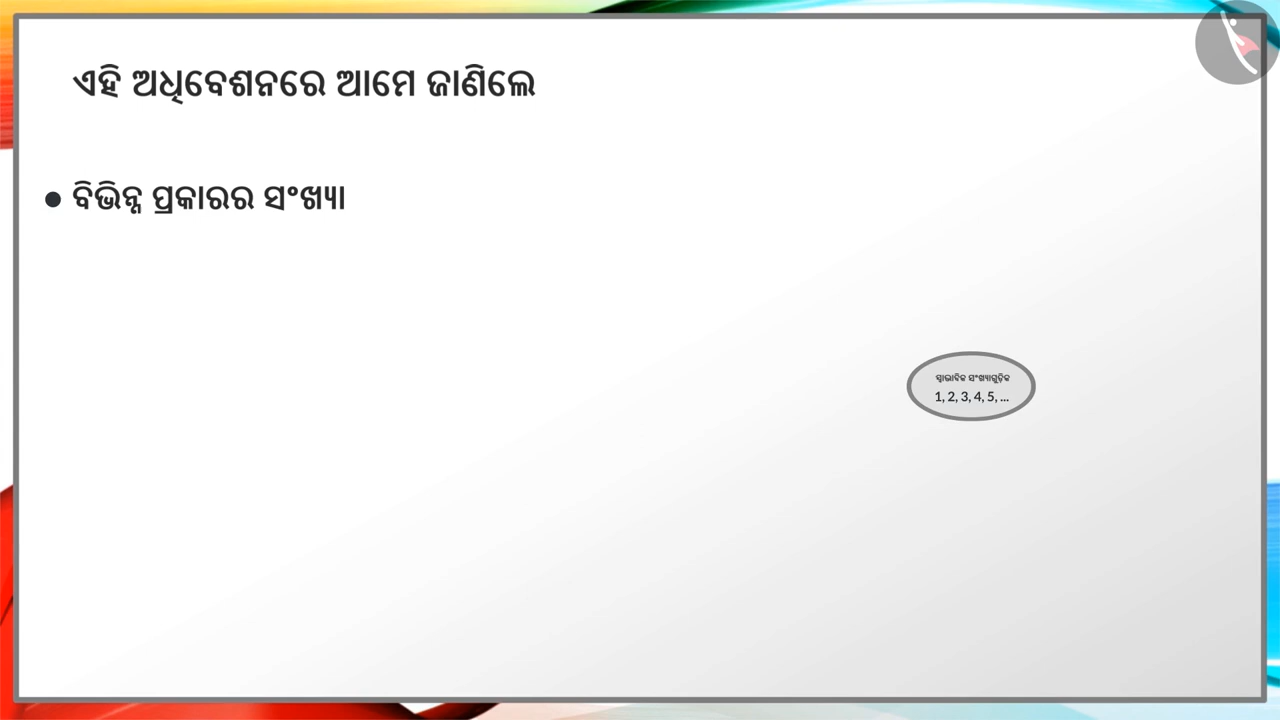 ଏହି ଅଧିବେଶନରେ ଆମେ ଜାଣିଲେ
• ବିଭିନ୍ନ ପ୍ରକାରର ସଂଖ୍ୟା
ସ୍ୱାଭାବିକ ସଂଖ୍ୟାଗୁଡ଼ିକ
1, 2, 3, 4, 5, ...